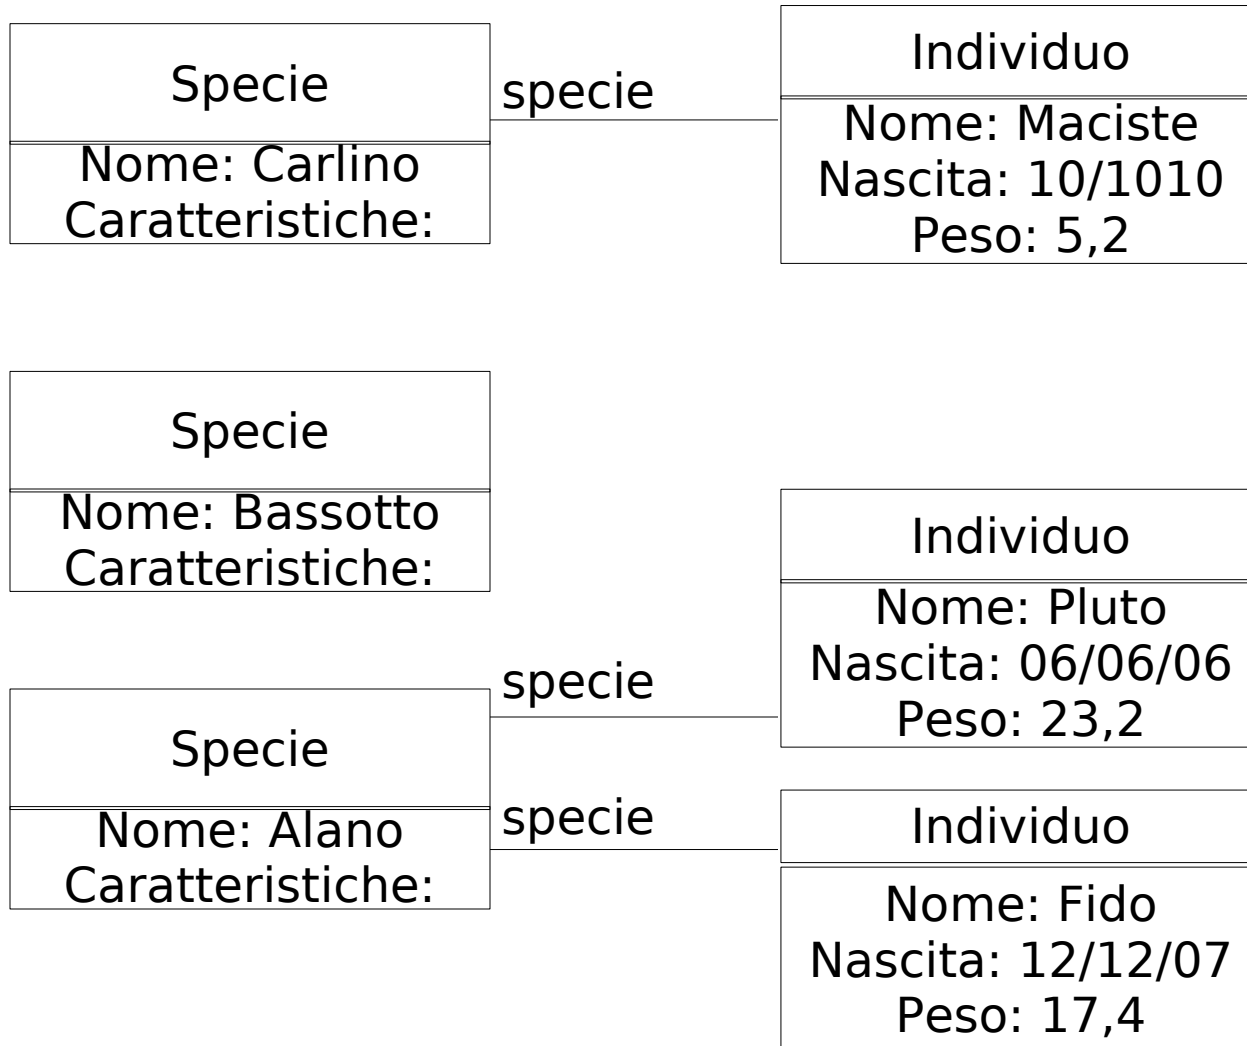 Specie
Nome: Carlino
Caratteristiche:
specie
Individuo
Nome: Maciste
Nascita: 10/1010
Peso: 5,2
Specie
Nome: Bassotto
Caratteristiche:
Specie
Nome: Alano
Caratteristiche:
specie
Individuo
Nome: Pluto
Nascita: 06/06/06
Peso: 23,2
specie
Individuo
Nome: Fido
Nascita: 12/12/07
Peso: 17,4